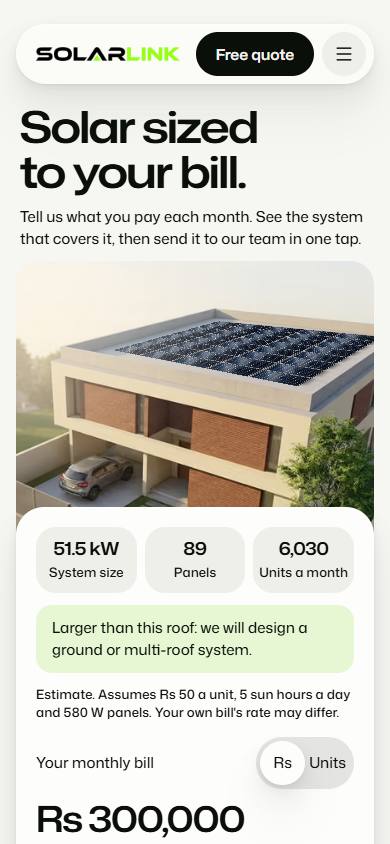 SOLARLINK
Free quote
Solar sized
to your bill.
Tell us what you pay each month. See the system
that covers it, then send it to our team in one tap.
51.5 kW
System size
89
Panels
6,030
Units a month
Larger than this roof: we will design a
ground or multi-roof system.
Estimate. Assumes Rs 50 a unit, 5 sun hours a day
and 580 W panels. Your own bill's rate may differ.
Your monthly bill
Rs
Units
Rs 300,000